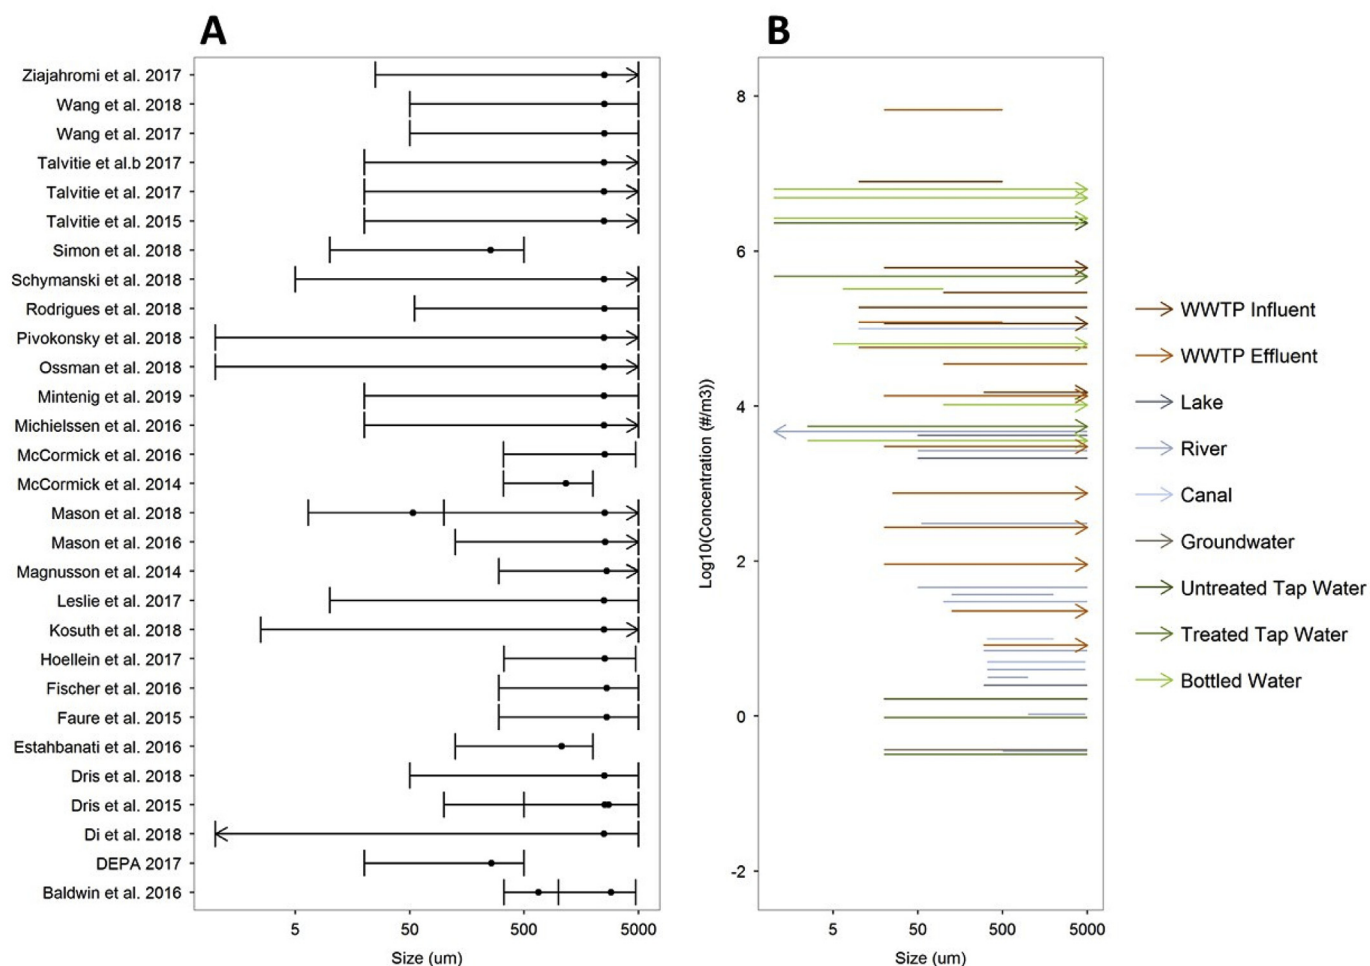 A
B
Ziajahromi et al. 2017
Wang et al. 2018
Wang et al. 2017
Talvitie et al.b 2017
Talvitie et al. 2017
Talvitie et al. 2015
Simon et al. 2018
Schymanski et al. 2018
Rodrigues et al. 2018
Pivokonsky et al. 2018
Ossman et al. 2018
Mintenig et al. 2019
Michielssen et al. 2016
McCormick et al. 2016
McCormick et al. 2014
Mason et al. 2018
Mason et al. 2016
Magnusson et al. 2014
Leslie et al. 2017
Kosuth et al. 2018
Hoellein et al. 2017
Fischer et al. 2016
Faure et al. 2015
Estahbanati et al. 2016
Dris et al. 2018
Dris et al. 2015
Di et al. 2018
DEPA 2017
Baldwin et al. 2016
5 50 500 5000
Size (um)
Log10(Concentration (#/m3))
8
6
4
2
0
-2
5 50 500 5000
Size (um)
WWTP Influent
WWTP Effluent
Lake
River
Canal
Groundwater
Untreated Tap Water
Treated Tap Water
Bottled Water